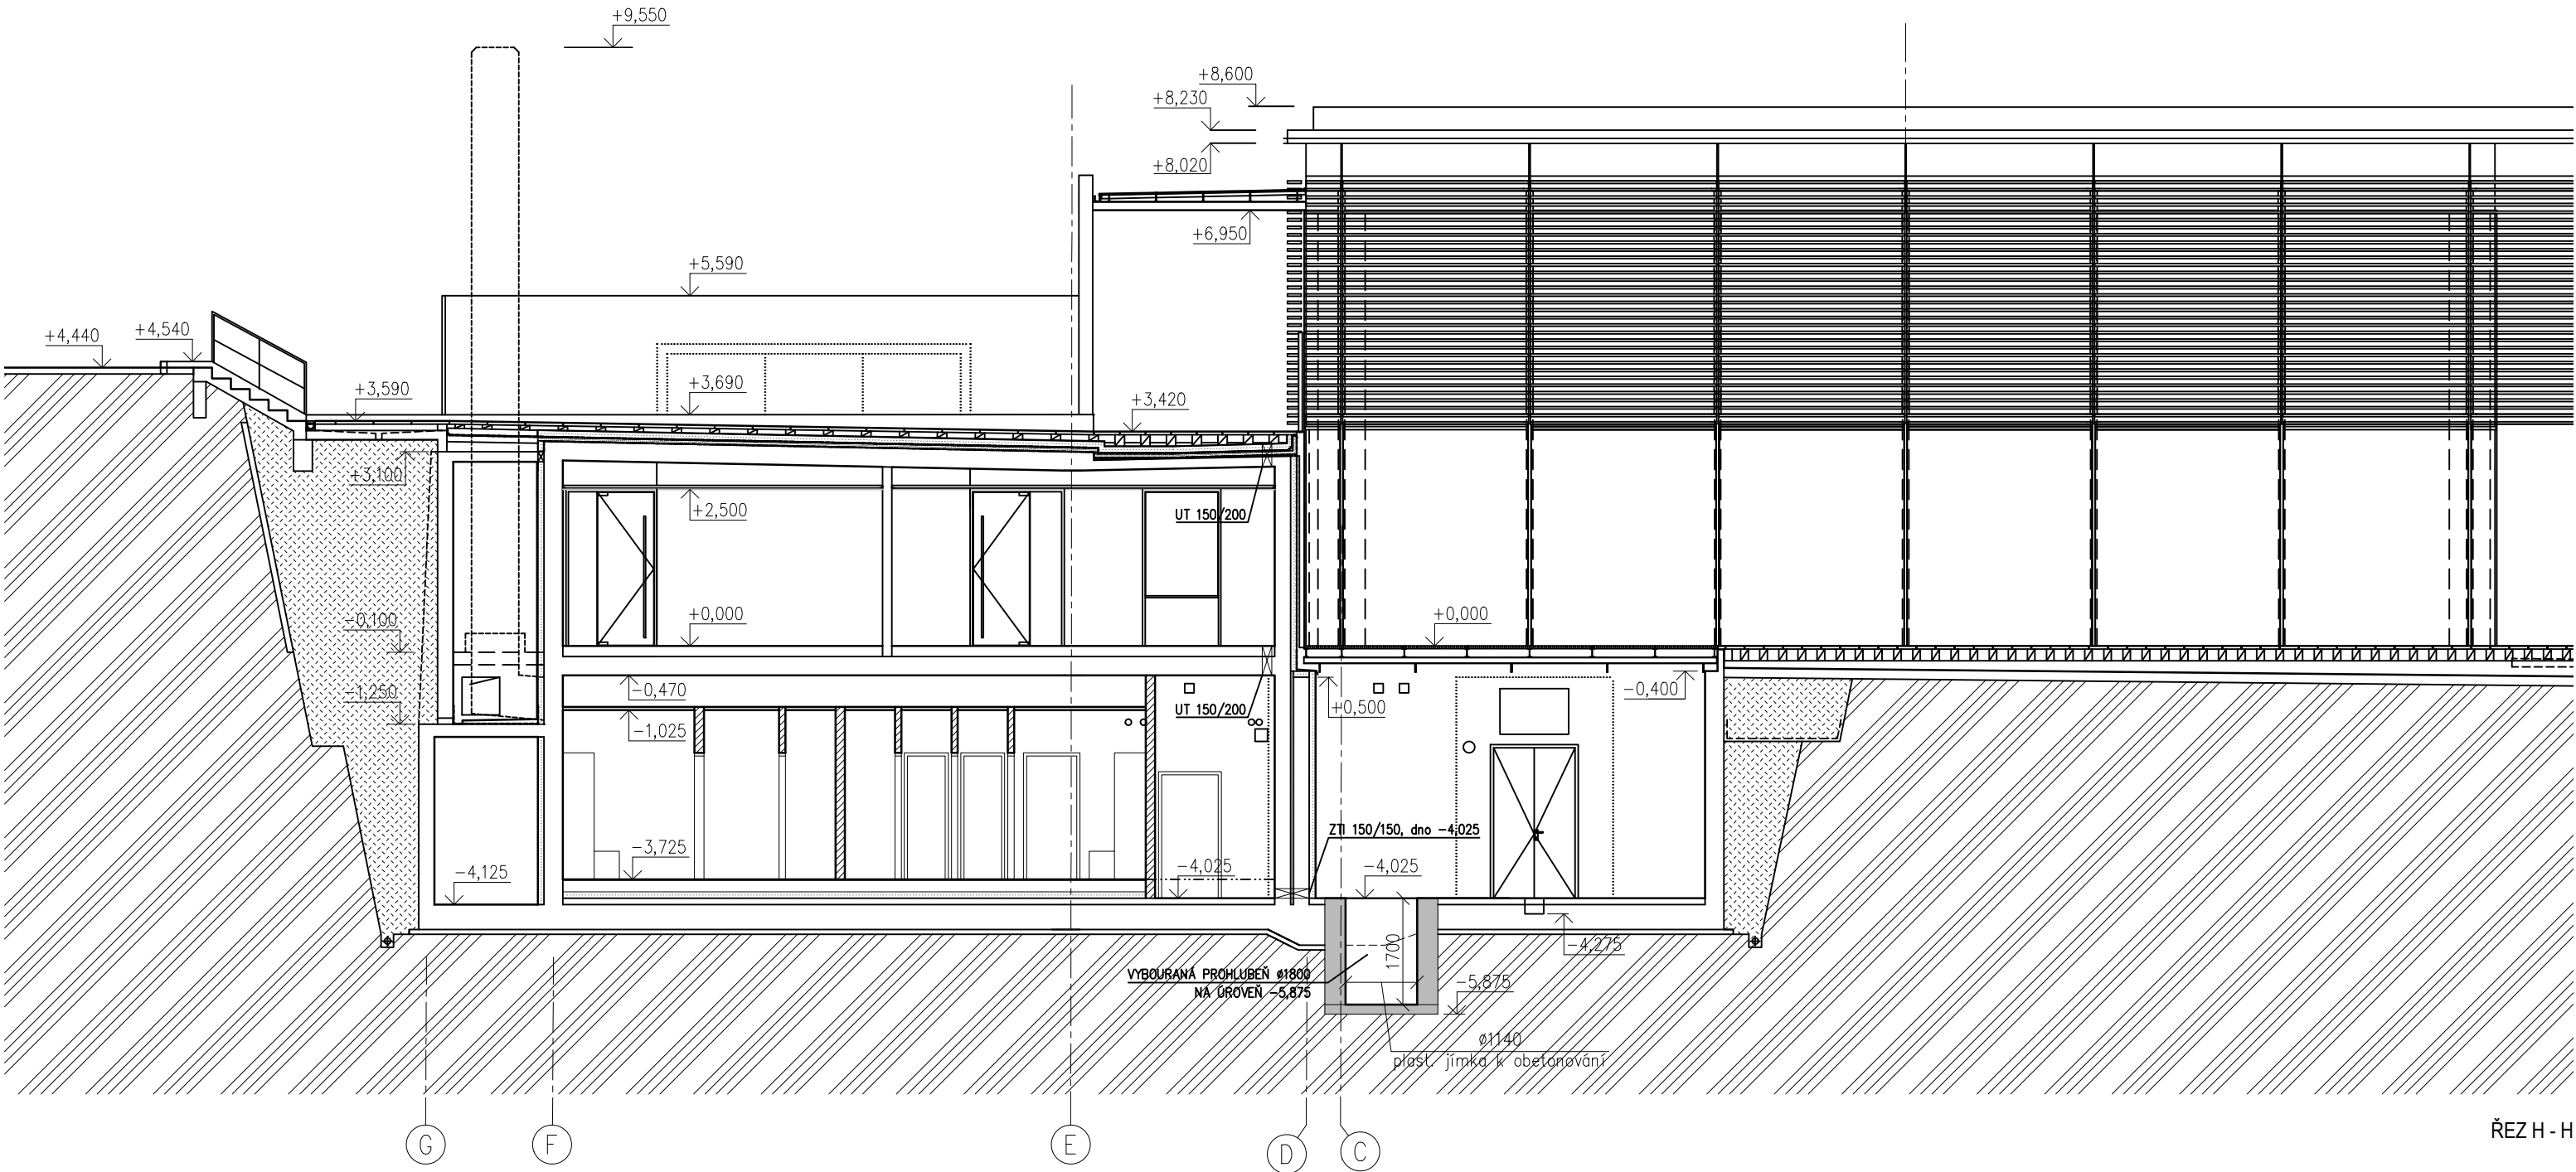 +9,550
+8,600
+8,230
+8,020
+6,950
+5,590
+4,440
+4,540
+3,590
+3,690
+3,420
+3,100
+2,500
UT 150/200
+0,000
+0,000
-0,100
-1,250
-0,470
-0,400
+0,500
UT 150/200
-1,025
ZTI 150/150, dno -4,025
-3,725
-4,125
-4,025
-4,025
1700
-4,275
VYBOURANÁ PROHLUBEŇ ø1800
NA ÚROVEŇ -5,875
-5,875
ø1140
plast. jímka k obetonování
G
F
E
D
C
ŘEZ H - H